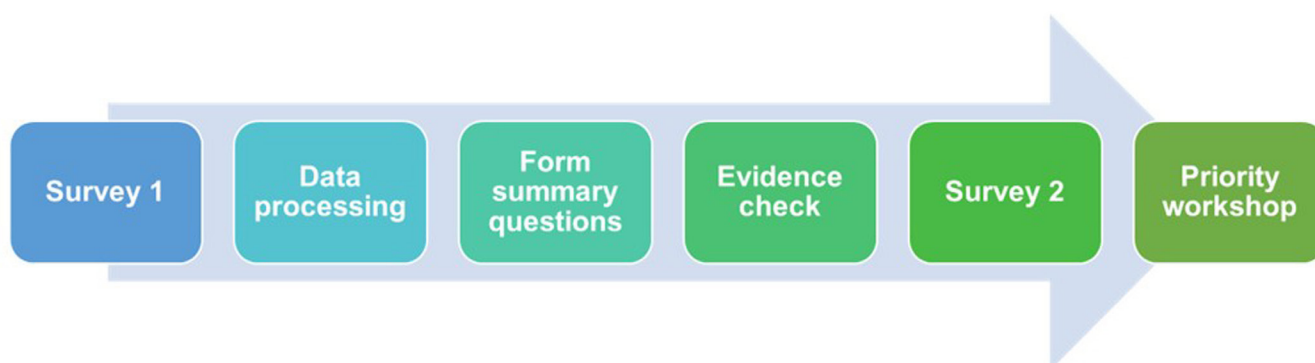 Survey 1
Data
processing
Form
summary
questions
Evidence
check
Survey 2
Priority
workshop